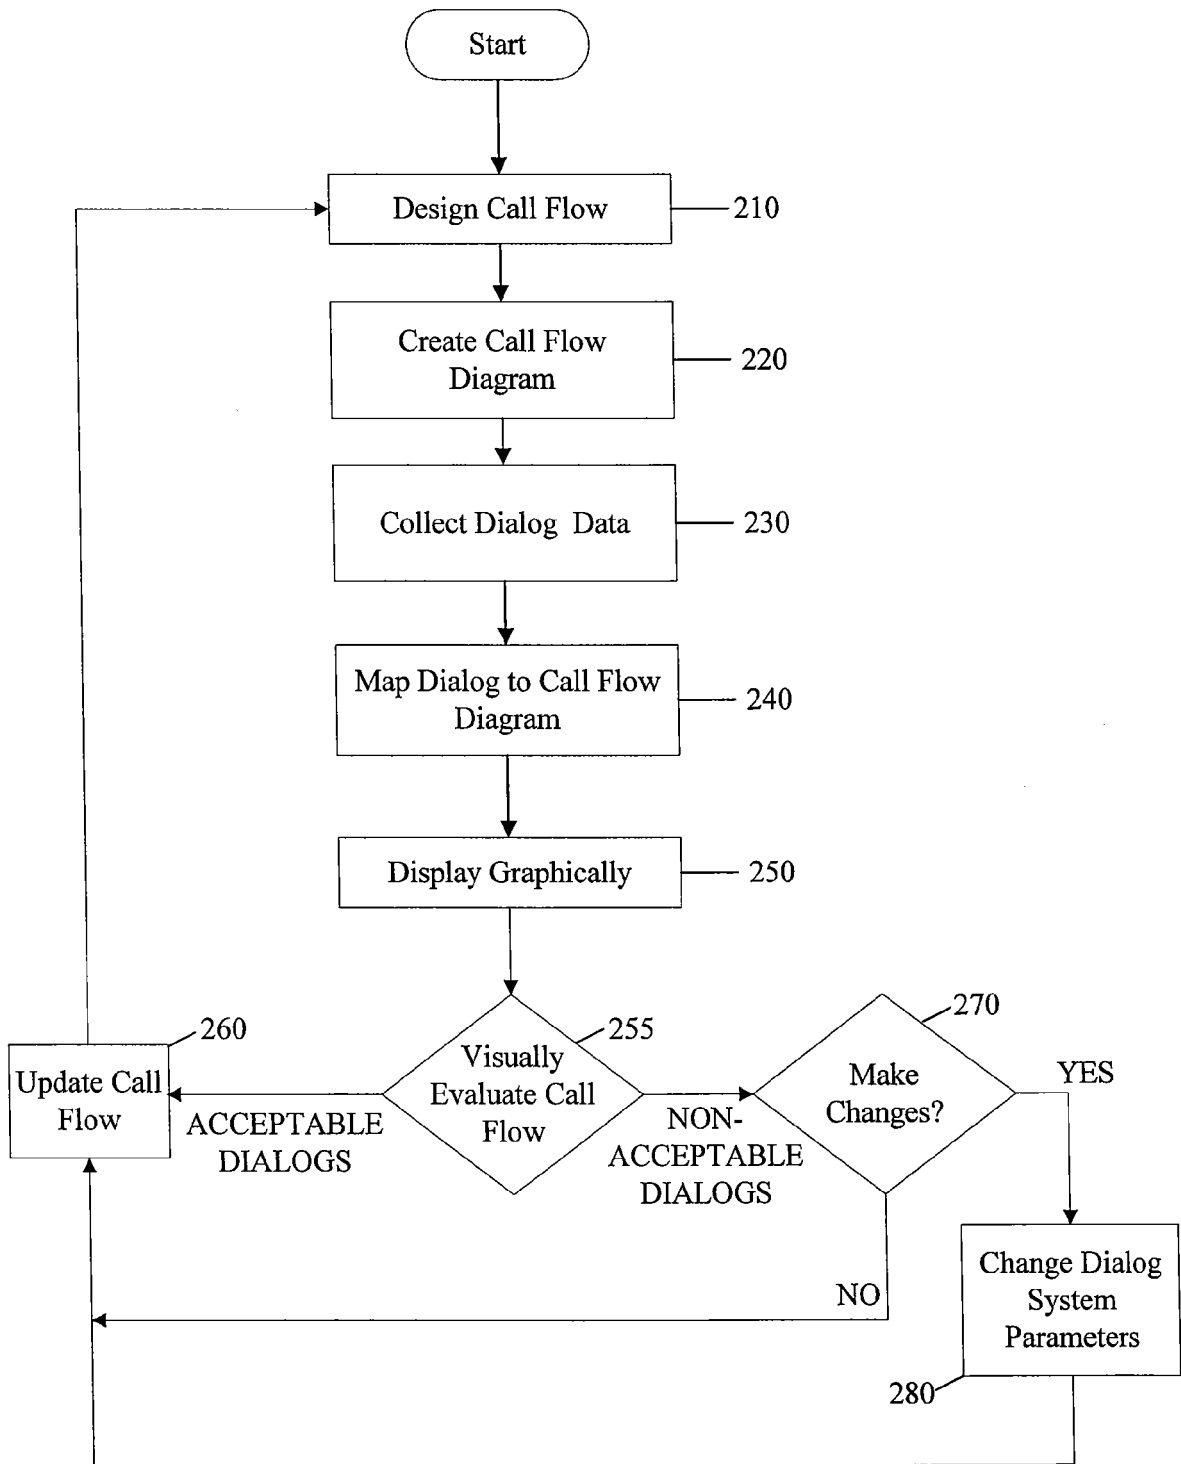 Start
Design Call Flow
210
Create Call Flow
Diagram
220
Collect Dialog Data
230
Map Dialog to Call Flow
Diagram
240
Display Graphically
250
Visually
Evaluate Call
Flow
255
260
Update Call
Flow
ACCEPTABLE
DIALOGS
NON-
ACCEPTABLE
DIALOGS
270
Make
Changes?
YES
NO
Change Dialog
System
Parameters
280